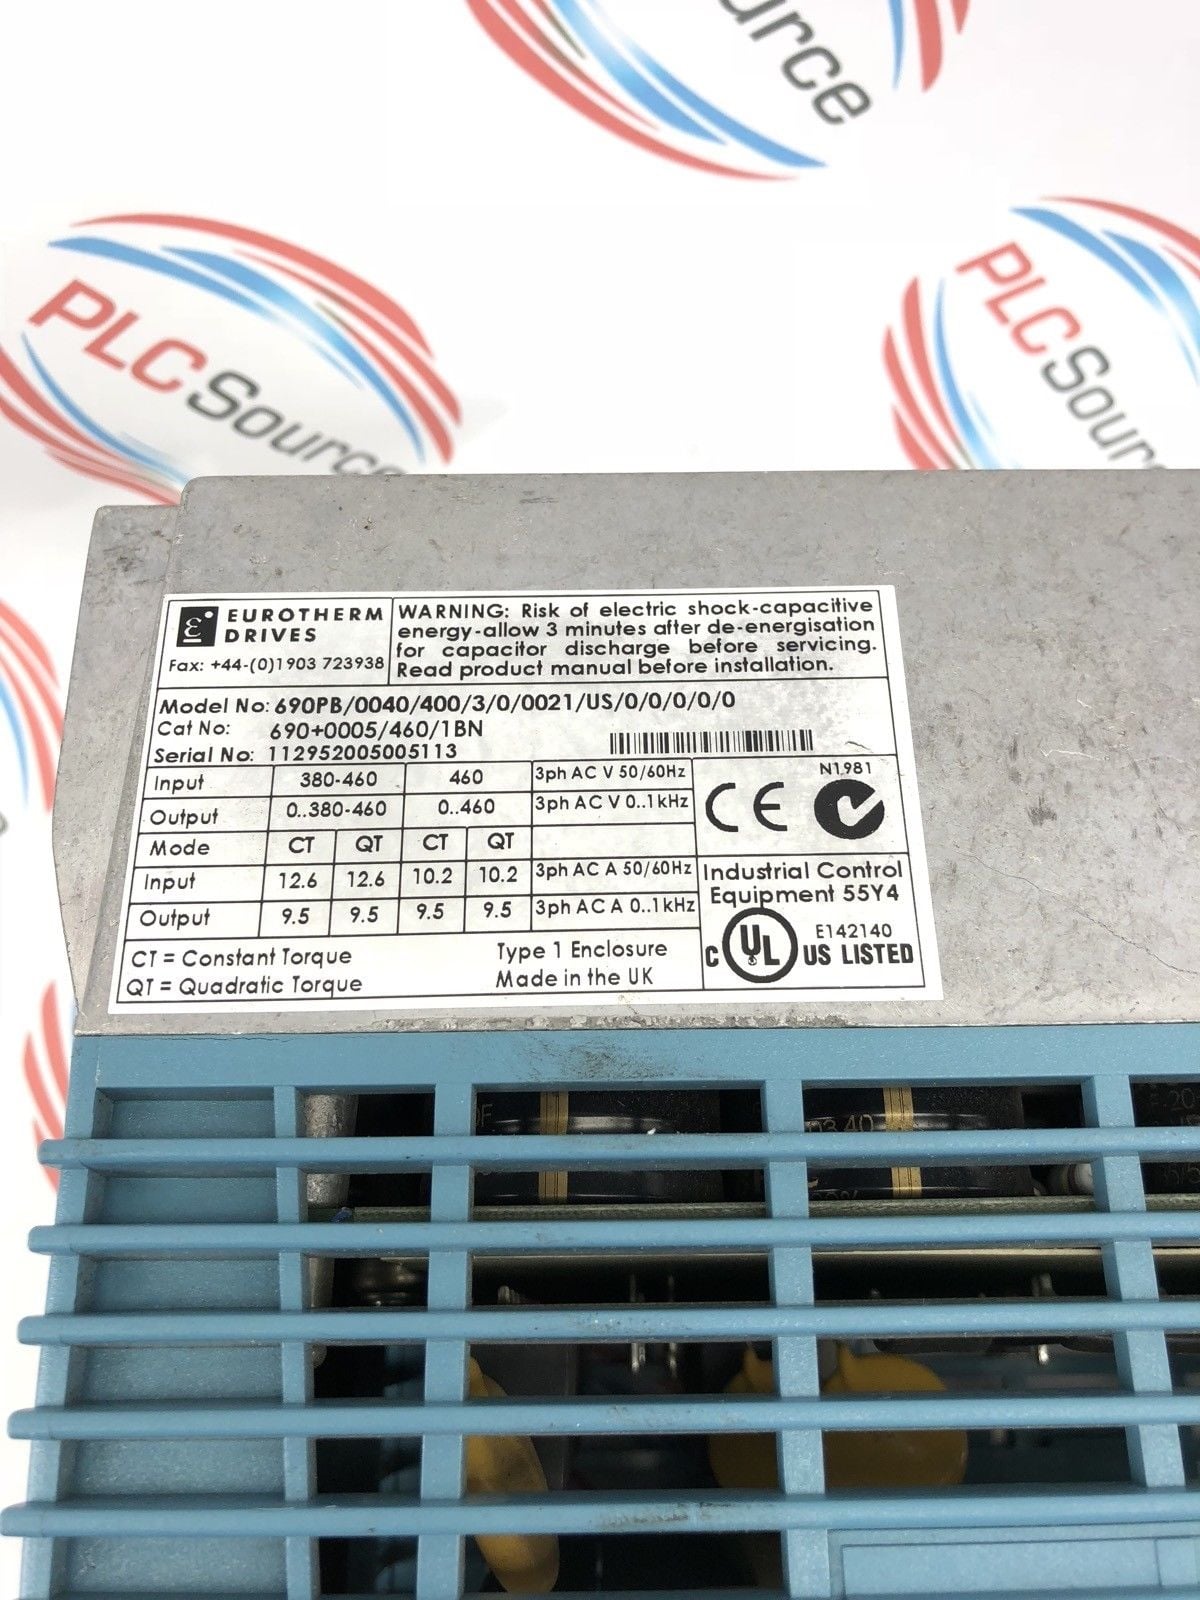 urce
PLC Source
PLC Source
EUROTHERM
DRIVES
Fax: +44-(0)1903 723938
WARNING: Risk of electric shock-capacitive
energy-allow 3 minutes after de-energisation
for capacitor discharge before servicing.
Read product manual before installation.
Model No: 690PB/0040/400/3/0/0021/US/0/0/0/0/0
Cat No: 690+0005/460/1BN
Serial No: 112952005005113
Input 380-460 460 3ph AC V 50/60Hz
Output 0..380-460 0..460 3ph AC V 0..1kHz
Mode CT QT CT QT
Input 12.6 12.6 10.2 10.2 3ph AC A 50/60Hz
Output 9.5 9.5 9.5 9.5 3ph AC A 0..1kHz
CT = Constant Torque
QT = Quadratic Torque
Type 1 Enclosure
Made in the UK
N1981
CE
Industrial Control
Equipment 55Y4
E142140
C UL US LISTED